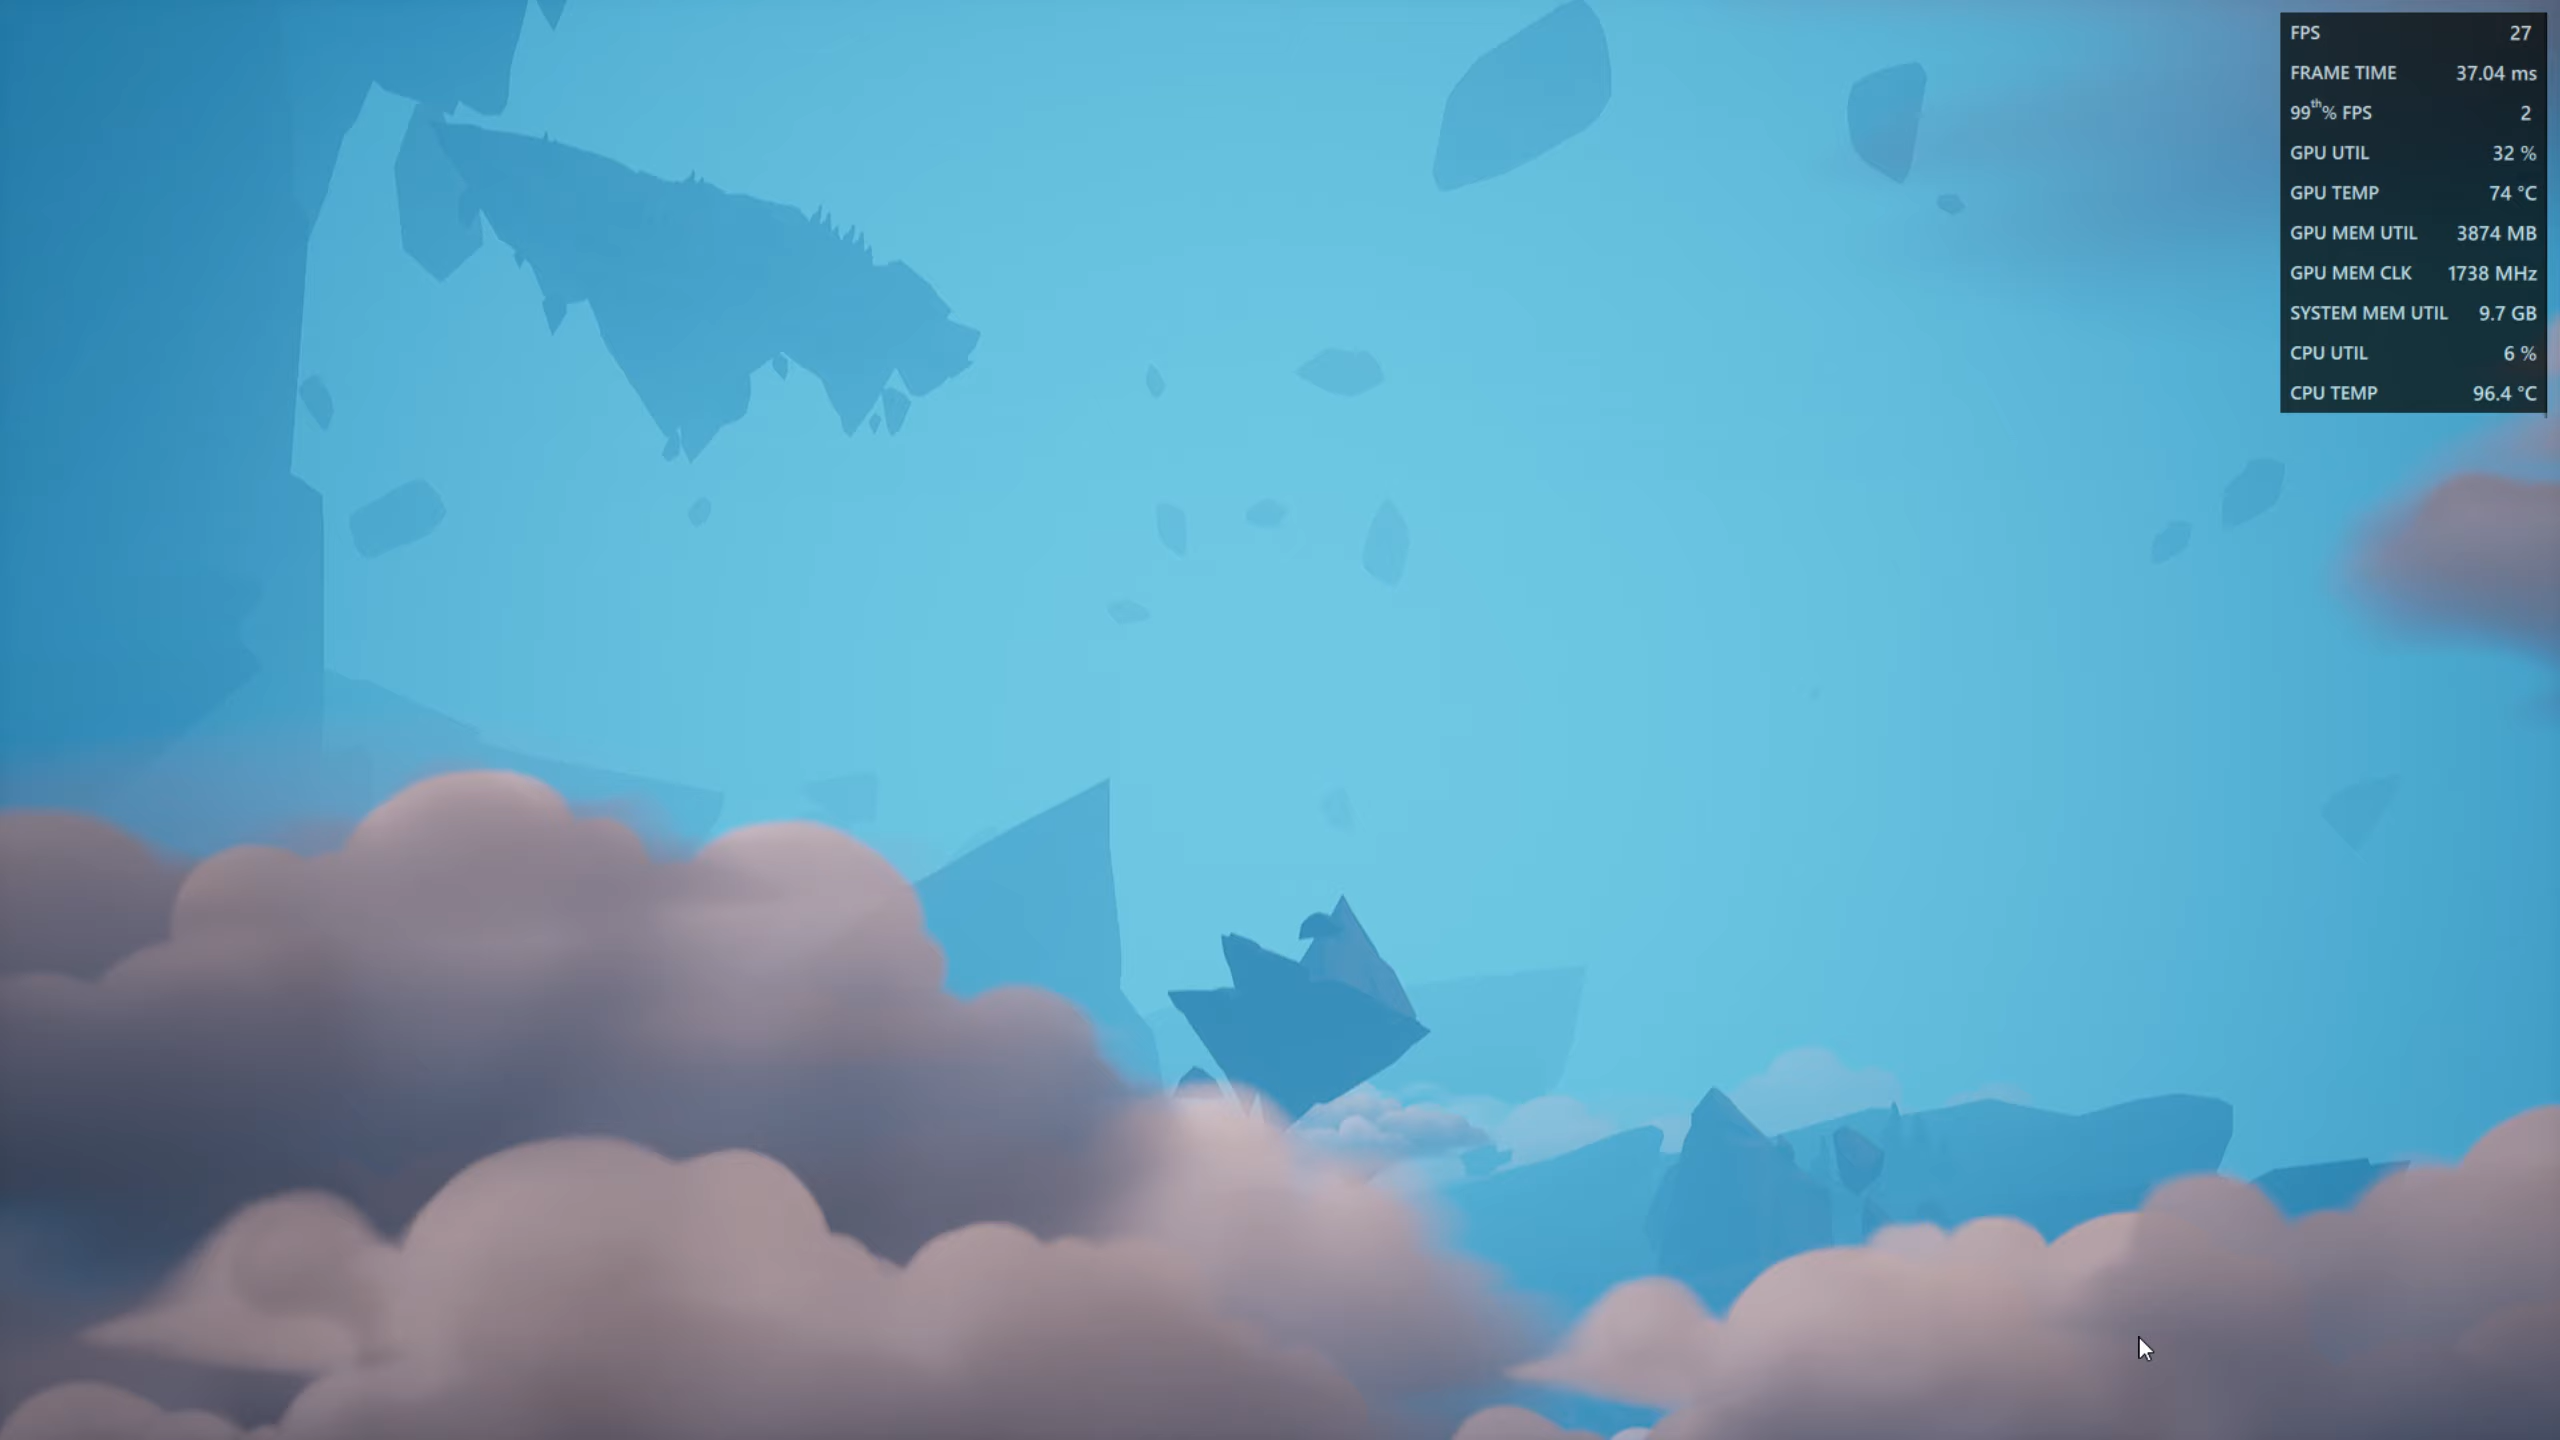 FPS 27
FRAME TIME 37.04 ms
99th% FPS 2
GPU UTIL 32 %
GPU TEMP 74 °C
GPU MEM UTIL 3874 MB
GPU MEM CLK 1738 MHz
SYSTEM MEM UTIL 9.7 GB
CPU UTIL 6 %
CPU TEMP 96.4 °C